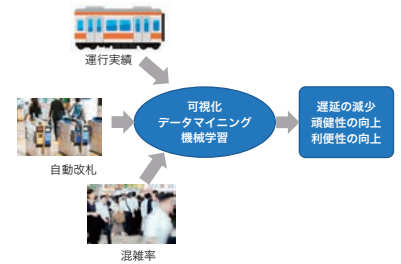 運行実績
自動改札
混雑率
可視化
データマイニング
機械学習
遅延の減少
頑健性の向上
利便性の向上